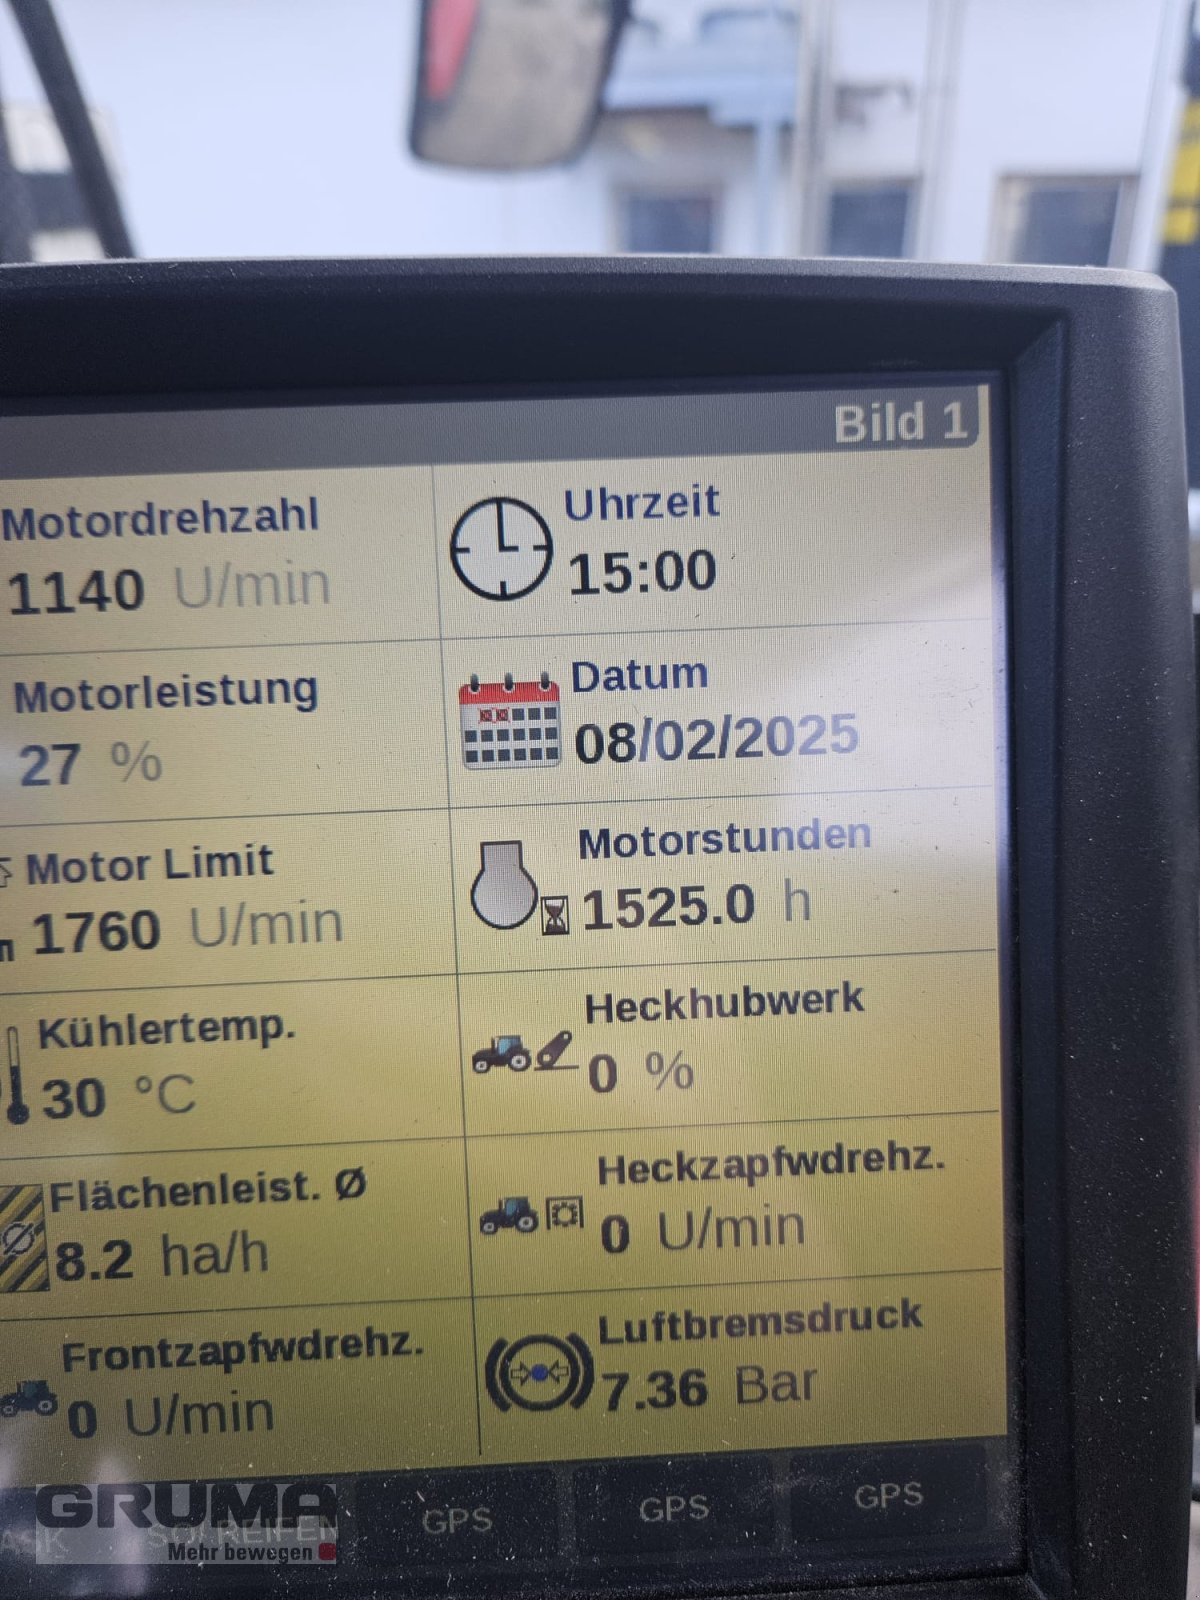 Bild 1
Motordrehzahl
1140 U/min
Uhrzeit
15:00
Motorleistung
27 %
Datum
08/02/2025
Motor Limit
1760 U/min
Motorstunden
1525.0 h
Kühlertemp.
30 °C
Heckhubwerk
0 %
Flächenleist. Ø
8.2 ha/h
Heckzapfwdrehz.
0 U/min
Frontzapfwdrehz.
0 U/min
Luftbremsdruck
7.36 Bar
GPS
GPS
GPS
GRUMA
Mehr bewegen